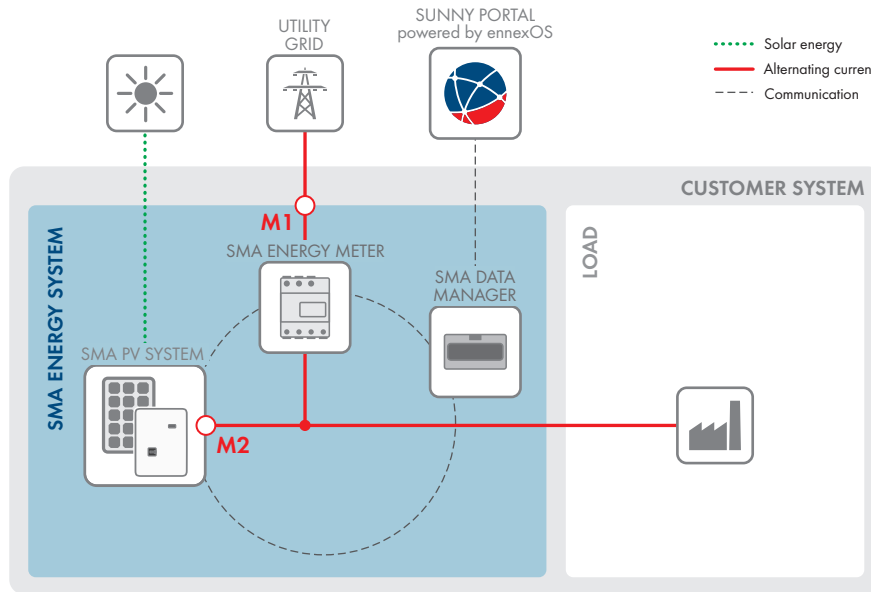 UTILITY
GRID
SUNNY PORTAL
powered by ennexOS
Solar energy
Alternating curren
Communication
CUSTOMER SYSTEM
SMA ENERGY SYSTEM
M1
SMA ENERGY METER
SMA DATA
MANAGER
SMA PV SYSTEM
M2
LOAD